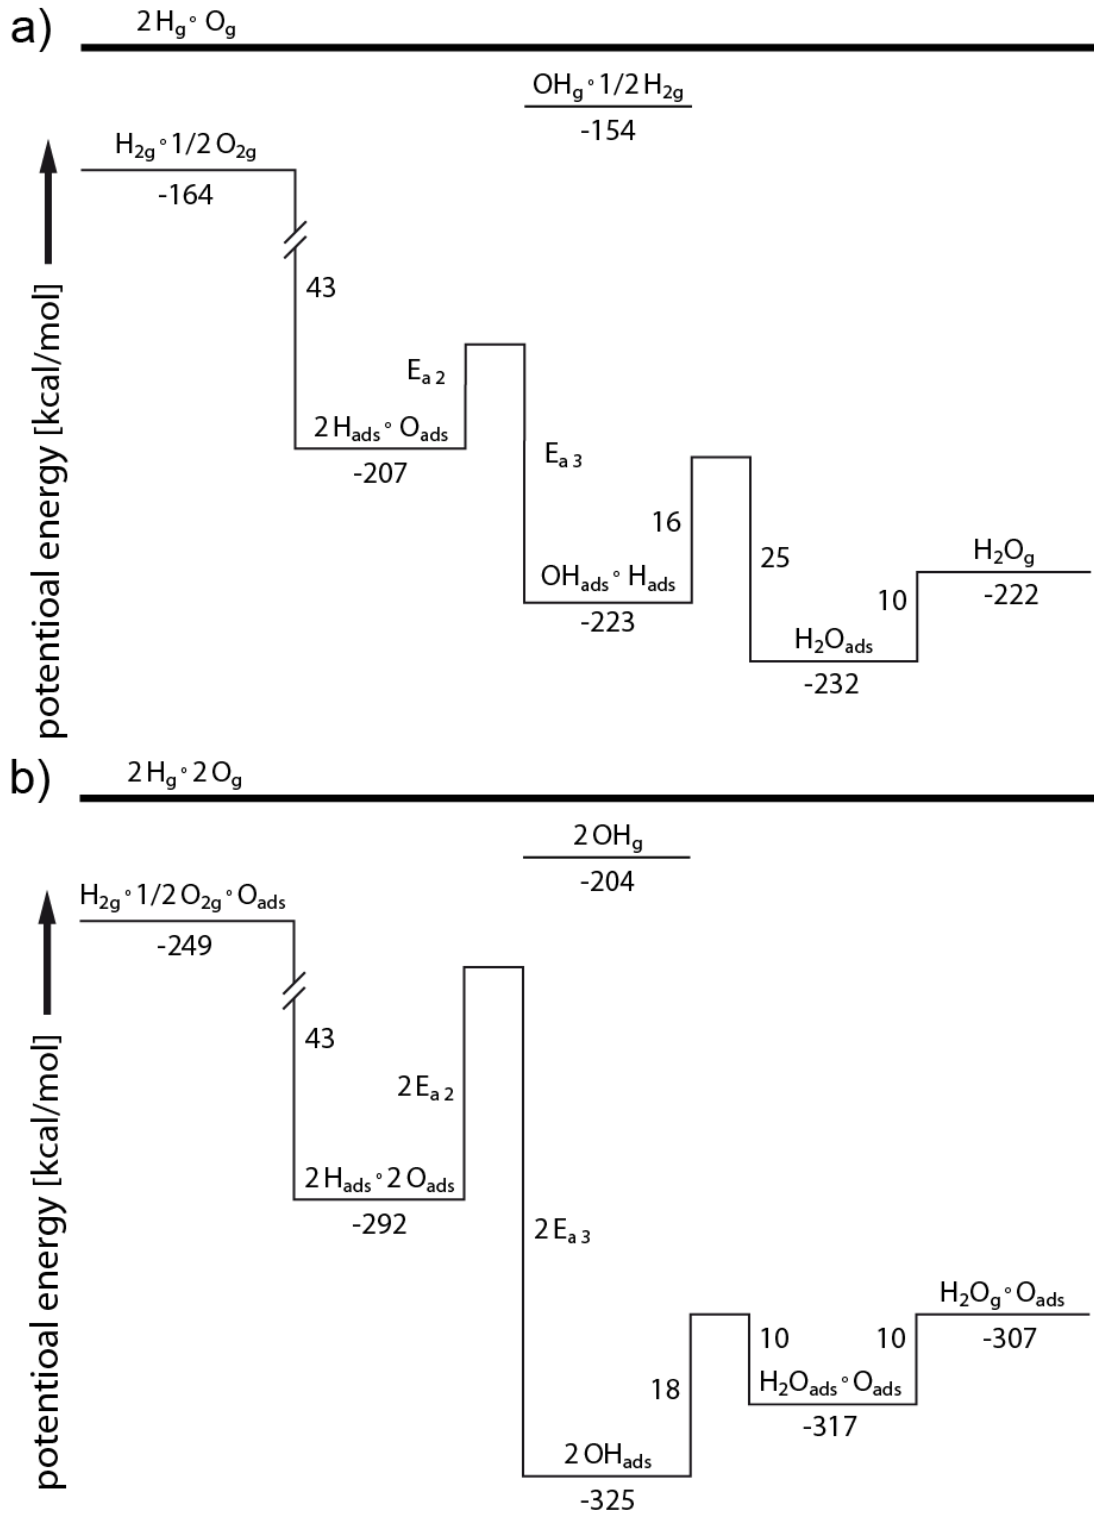 a)
2 Hg ∘ Og
OHg ∘ 1/2 H2g
-154
H2g ∘ 1/2 O2g
-164
43
Ea 2
2 Hads ∘ Oads
-207
Ea 3
16
OHads ∘ Hads
-223
25
H2Oads
-232
10
H2Og
-222
potentioal energy [kcal/mol]
b)
2 Hg ∘ 2 Og
2 OHg
-204
H2g ∘ 1/2 O2g ∘ Oads
-249
43
2 Ea 2
2 Hads ∘ 2 Oads
-292
2 Ea 3
18
2 OHads
-325
10
H2Oads ∘ Oads
-317
10
H2Og ∘ Oads
-307
potentioal energy [kcal/mol]